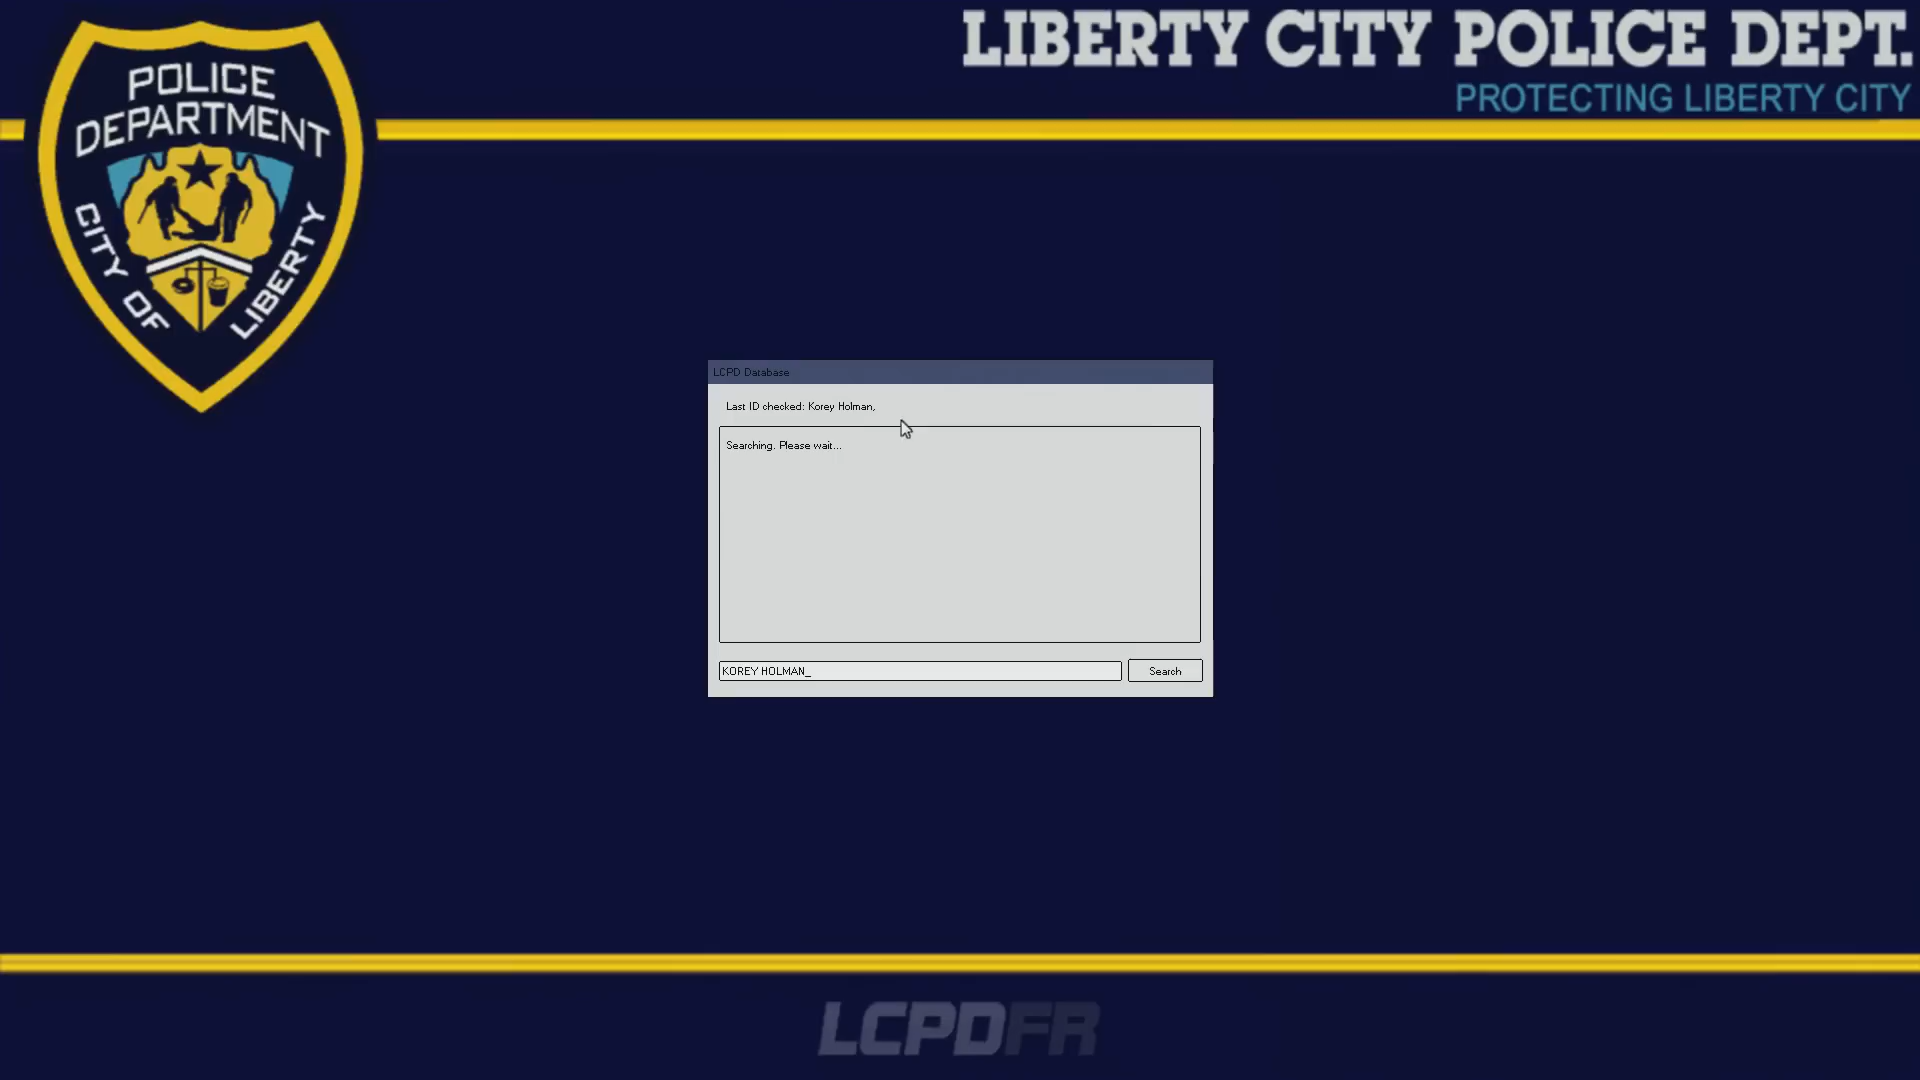 POLICE
DEPARTMENT
CITY OF LIBERTY
LIBERTY CITY POLICE DEPT.
PROTECTING LIBERTY CITY
LCPD Database
Last ID checked: Korey Holman,
Searching. Please wait...
KOREY HOLMAN_
Search
LCPDFR